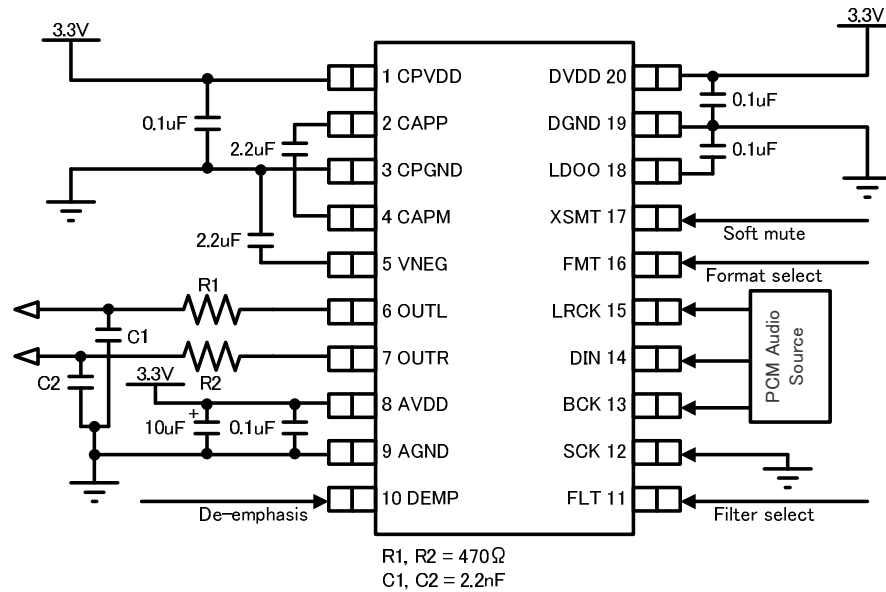 3.3V
3.3V
1 CPVDD
DVDD 20
0.1uF
0.1uF
2 CAPP
DGND 19
2.2uF
0.1uF
3 CPGND
LDOO 18
4 CAPM
XSMT 17
Soft mute
2.2uF
5 VNEG
FMT 16
Format select
R1
6 OUTL
LRCK 15
C1
7 OUTR
DIN 14
PCM Audio
Source
C2
R2
3.3V
8 AVDD
BCK 13
+
10uF
0.1uF
9 AGND
SCK 12
10 DEMP
FLT 11
De-emphasis
Filter select
R1, R2 = 470Ω
C1, C2 = 2.2nF